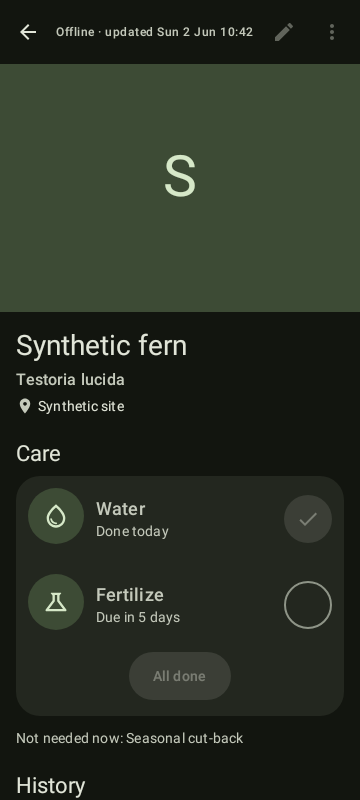 Offline · updated Sun 2 Jun 10:42
S
Synthetic fern
Testoria lucida
Synthetic site
Care
Water
Done today
Fertilize
Due in 5 days
All done
Not needed now: Seasonal cut-back
History